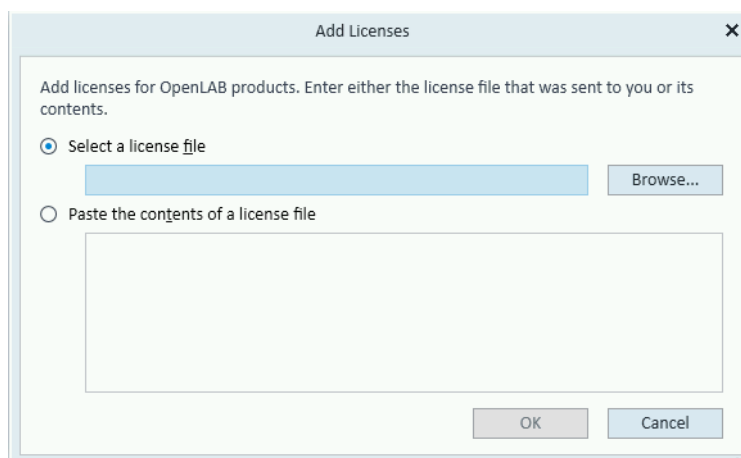 Add Licenses
Add licenses for OpenLAB products. Enter either the license file that was sent to you or its
contents.
Select a license file
Browse...
Paste the contents of a license file
OK
Cancel